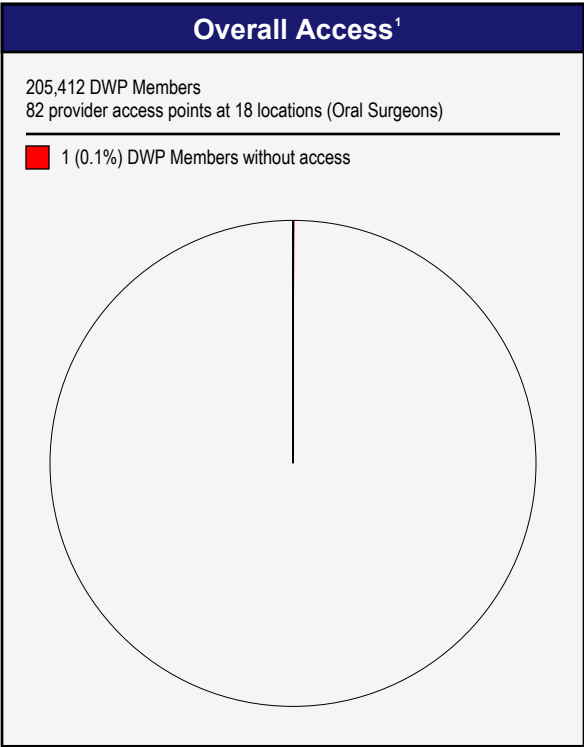 Overall Access¹
205,412 DWP Members
82 provider access points at 18 locations (Oral Surgeons)
1 (0.1%) DWP Members without access